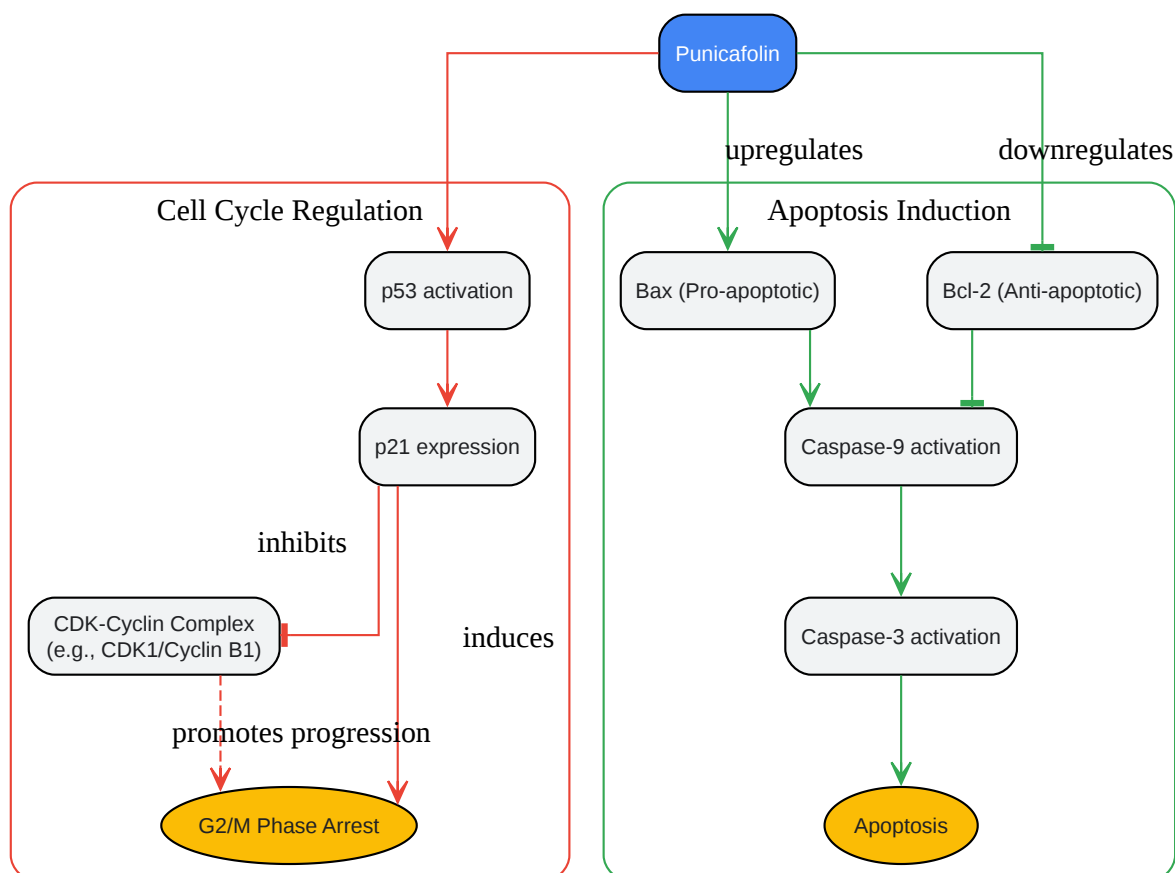 Punicafolin
upregulates
downregulates
Cell Cycle Regulation
Apoptosis Induction
p53 activation
Bax (Pro-apoptotic)
Bcl-2 (Anti-apoptotic)
p21 expression
Caspase-9 activation
inhibits
CDK-Cyclin Complex
(e.g., CDK1/Cyclin B1)
induces
Caspase-3 activation
promotes progression
G2/M Phase Arrest
Apoptosis